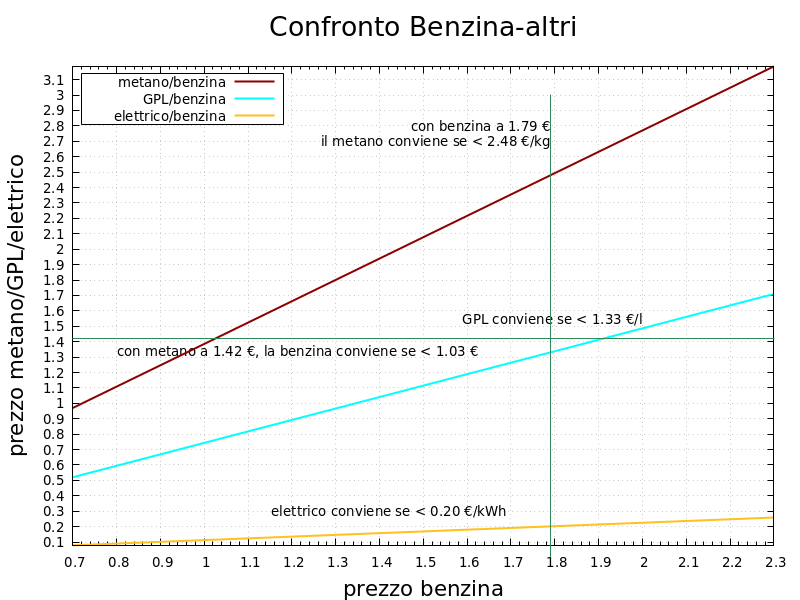 Confronto Benzina-altri
metano/benzina
GPL/benzina
elettrico/benzina
con benzina a 1.79 €
il metano conviene se < 2.48 €/kg
GPL conviene se < 1.33 €/l
con metano a 1.42 €, la benzina conviene se < 1.03 €
elettrico conviene se < 0.20 €/kWh
prezzo metano/GPL/elettrico
3.1
3
2.9
2.8
2.7
2.6
2.5
2.4
2.3
2.2
2.1
2
1.9
1.8
1.7
1.6
1.5
1.4
1.3
1.2
1.1
1
0.9
0.8
0.7
0.6
0.5
0.4
0.3
0.2
0.1
0.7 0.8 0.9 1 1.1 1.2 1.3 1.4 1.5 1.6 1.7 1.8 1.9 2 2.1 2.2 2.3
prezzo benzina